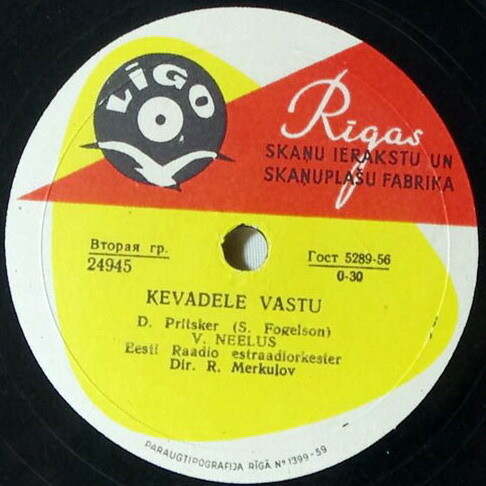 LĪGO
Rīgas
SKAŅU IERAKSTU UN
SKAŅUPLAŠU FABRIKA
Вторая гр.
24945
Гост 5289-56
0-30
KEVADELE VASTU
D. Pritsker (S. Fogelson)
V. NEELUS
Eesti Raadio estraadiorkester
Dir. R. Merkulov
PARAUGTIPOGRAFIJA RĪGĀ Nº 1399-59